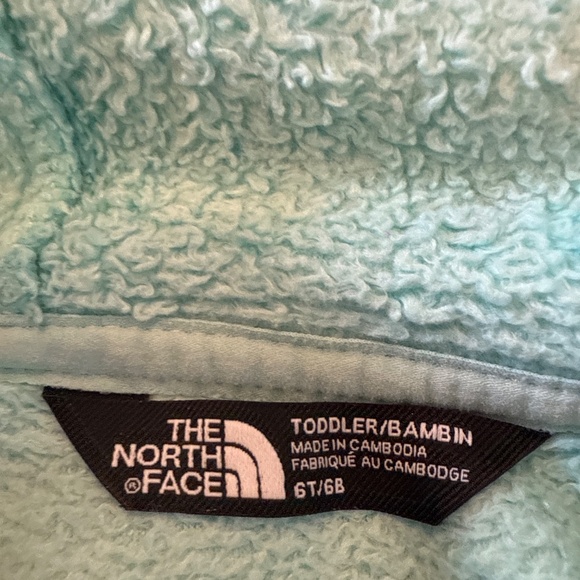 THE
NORTH
®FACE
TODDLER/BAMBIN
MADE IN CAMBODIA
FABRIQUÉ AU CAMBODGE
6T/6B